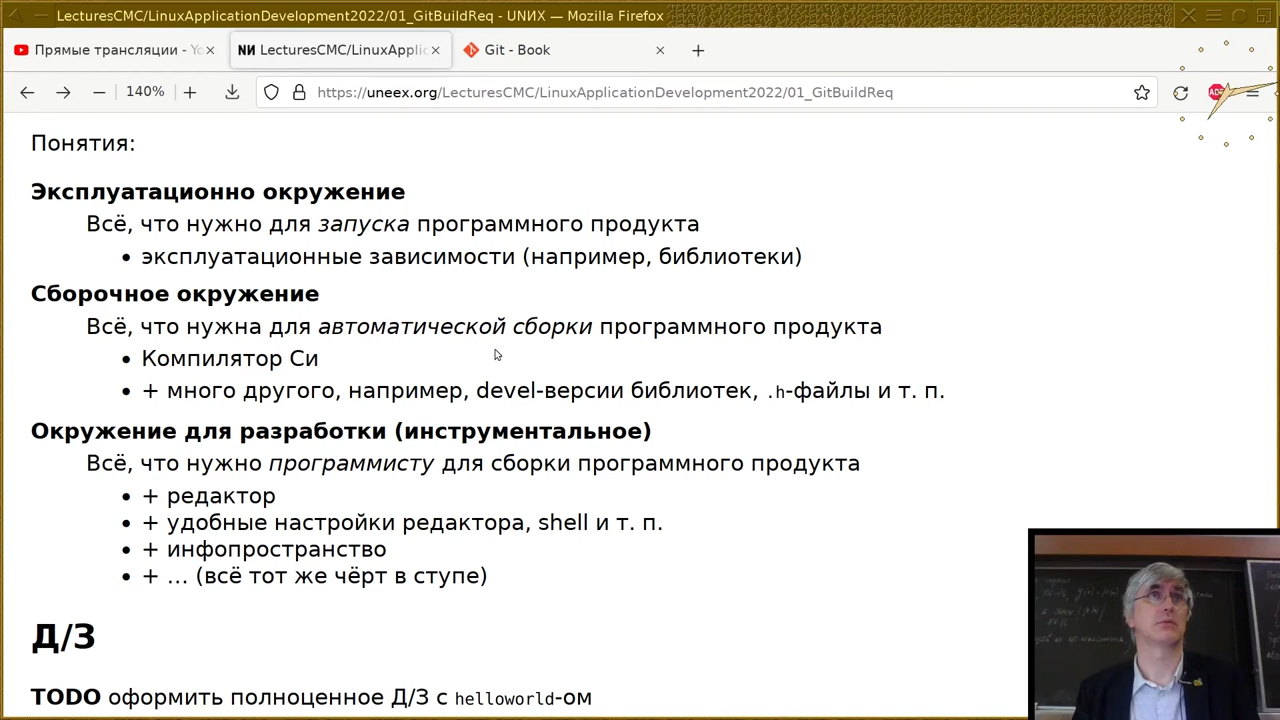 LecturesCMC/LinuxApplicationDevelopment2022/01_GitBuildReq - UNИX — Mozilla Firefox
Прямые трансляции - Yo
NИ LecturesCMC/LinuxApplic
Git - Book
140%
https://uneex.org/LecturesCMC/LinuxApplicationDevelopment2022/01_GitBuildReq
Понятия:
Эксплуатационно окружение
Всё, что нужно для запуска программного продукта
• эксплуатационные зависимости (например, библиотеки)
Сборочное окружение
Всё, что нужна для автоматической сборки программного продукта
• Компилятор Си
• + много другого, например, devel-версии библиотек, .h-файлы и т. п.
Окружение для разработки (инструментальное)
Всё, что нужно программисту для сборки программного продукта
• + редактор
• + удобные настройки редактора, shell и т. п.
• + инфопространство
• + … (всё тот же чёрт в ступе)
Д/З
TODO оформить полноценное Д/З с helloworld-ом